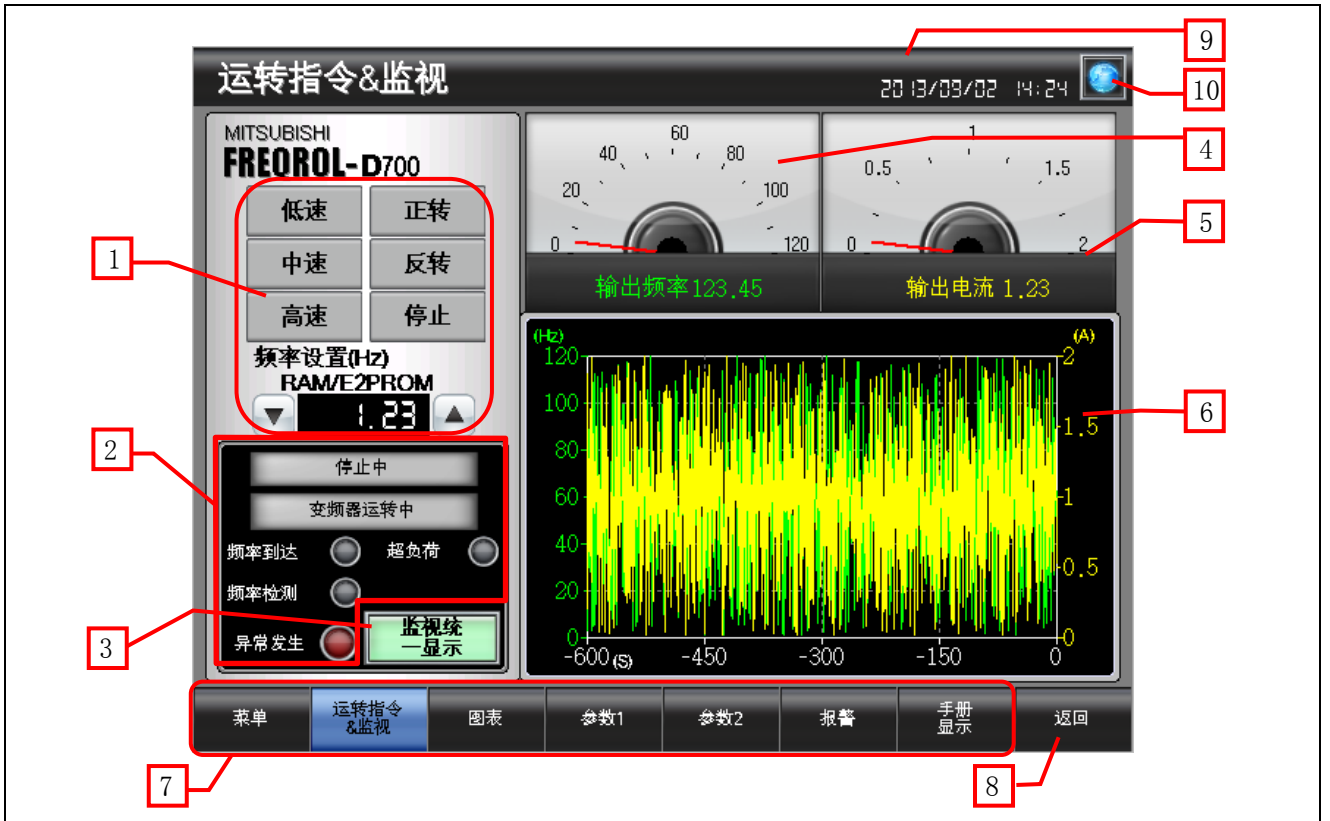 9
运转指令&监视
2013/09/02 14:24
10
MITSUBISHI
FREQROL-D700
低速 正转
中速 反转
高速 停止
频率设置(Hz)
RAM/E2PROM
▼ 1.23 ▲
1
停止中
变频器运转中
频率到达 超负荷
频率检测
异常发生
监视统
一显示
2
3
0 20 40 60 80 100 120
输出频率123.45
4
0 0.5 1 1.5 2
输出电流 1.23
5
(Hz) (A)
120 2
100
1.5
80
60 1
40
0.5
20
0 0
-600(S) -450 -300 -150 0
6
菜单
运转指令
&监视
图表
参数1
参数2
报警
手册
显示
返回
7
8